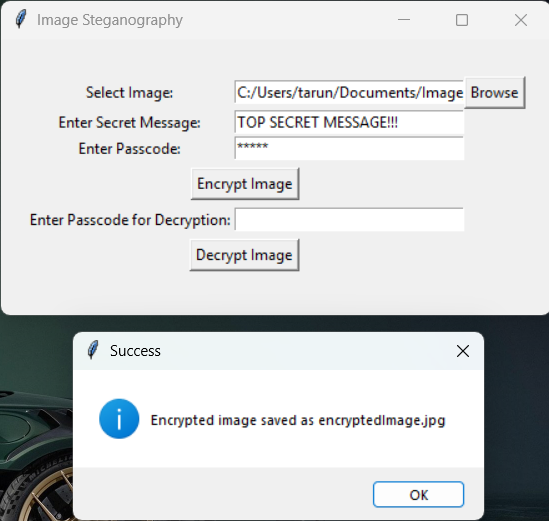 Image Steganography
Select Image: C:/Users/tarun/Documents/Image Browse
Enter Secret Message: TOP SECRET MESSAGE!!!
Enter Passcode: *****
Encrypt Image
Enter Passcode for Decryption:
Decrypt Image
Success
Encrypted image saved as encryptedImage.jpg
OK